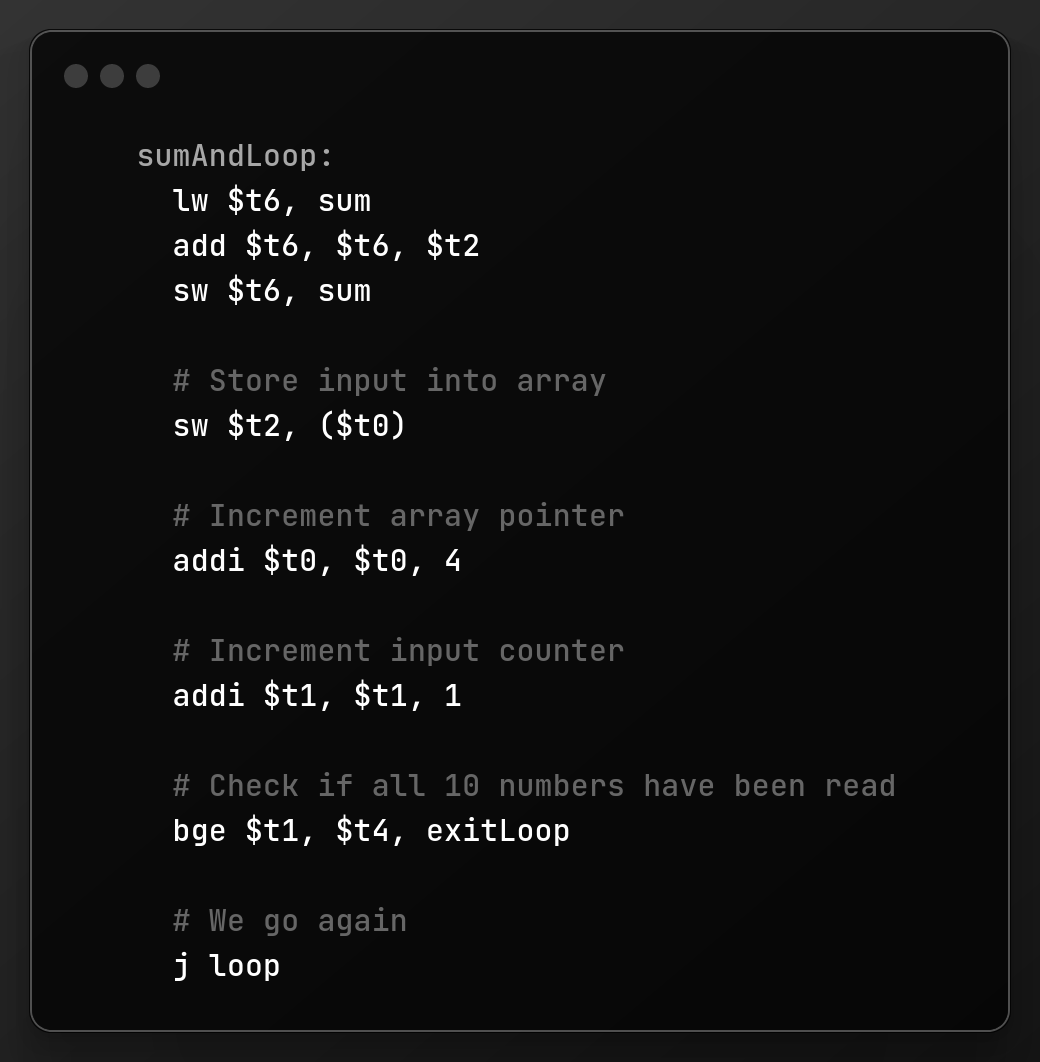 sumAndLoop:
lw $t6, sum
add $t6, $t6, $t2
sw $t6, sum
# Store input into array
sw $t2, ($t0)
# Increment array pointer
addi $t0, $t0, 4
# Increment input counter
addi $t1, $t1, 1
# Check if all 10 numbers have been read
bge $t1, $t4, exitLoop
# We go again
j loop